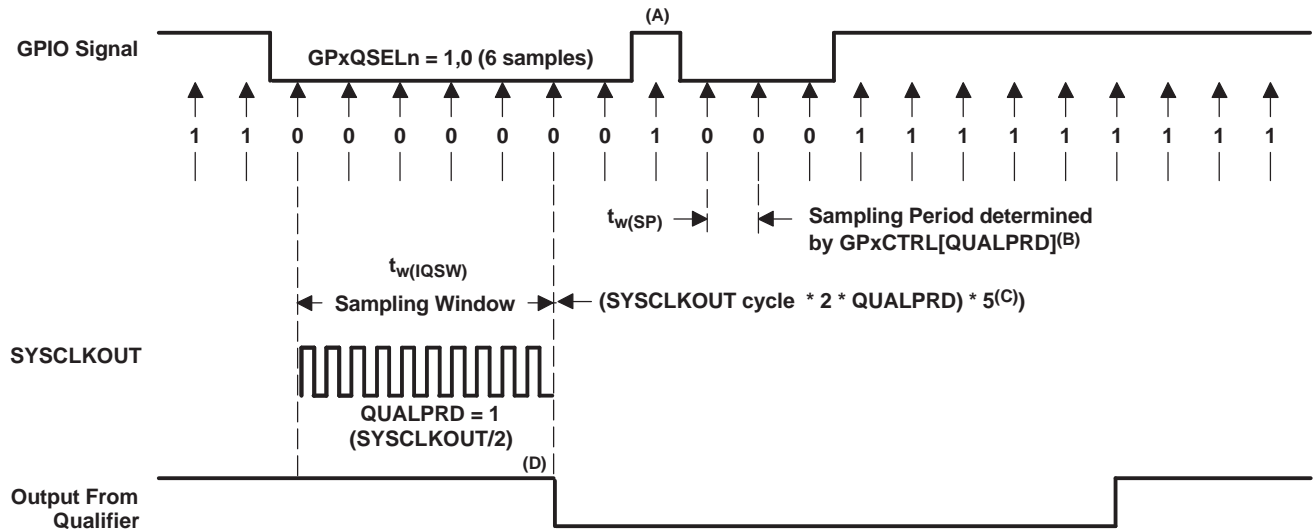 (A)
GPIO Signal
GPxQSELn = 1,0 (6 samples)
1 1 0 0 0 0 0 0 0 1 0 0 0 1 1 1 1 1 1 1 1 1
tw(SP)
Sampling Period determined
by GPxCTRL[QUALPRD](B)
tw(IQSW)
Sampling Window
(SYSCLKOUT cycle * 2 * QUALPRD) * 5(C))
SYSCLKOUT
QUALPRD = 1
(SYSCLKOUT/2)
(D)
Output From
Qualifier